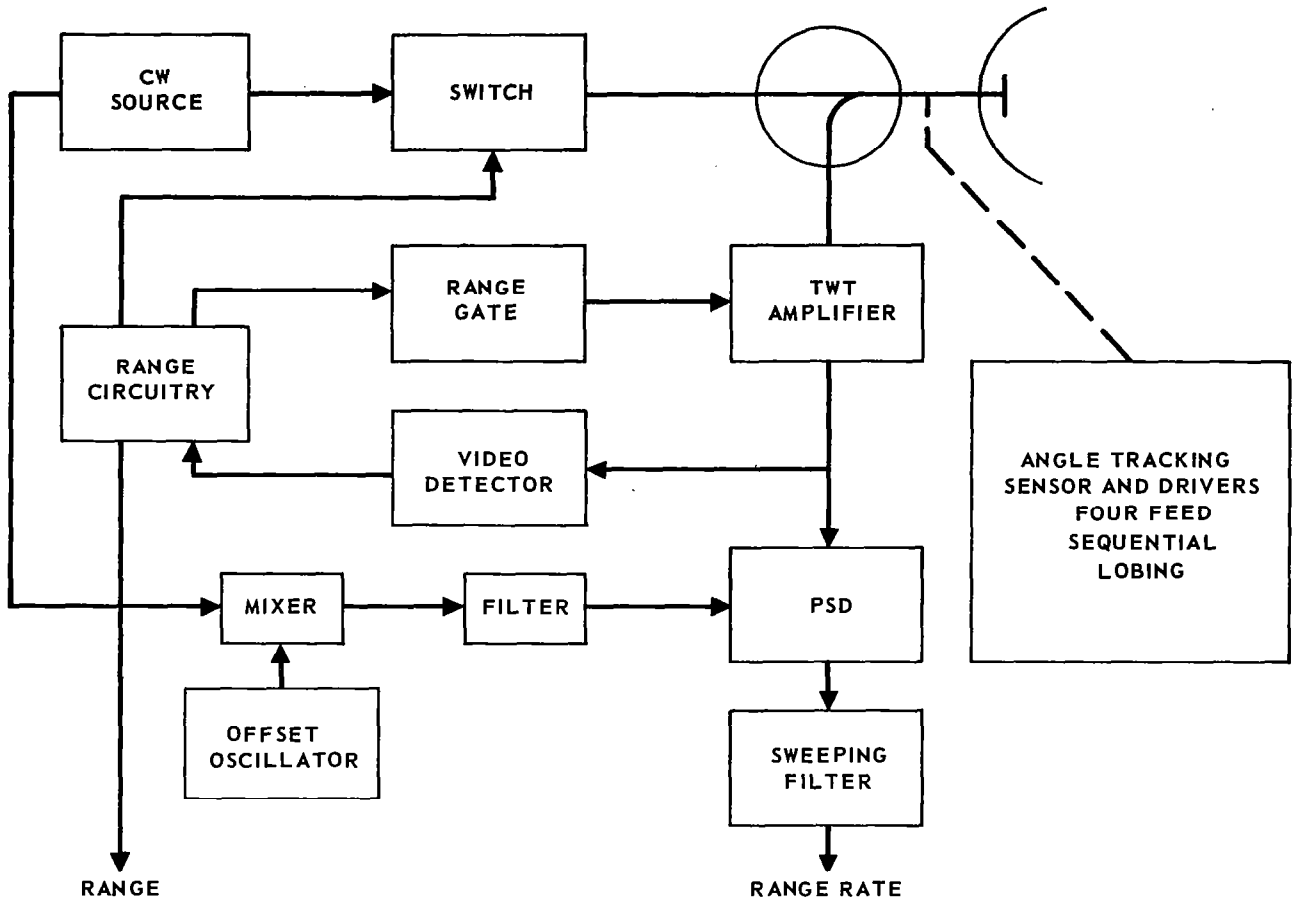 CW
SOURCE
SWITCH
RANGE
GATE
TWT
AMPLIFIER
RANGE
CIRCUITRY
VIDEO
DETECTOR
ANGLE TRACKING
SENSOR AND DRIVERS
FOUR FEED
SEQUENTIAL
LOBING
MIXER
FILTER
PSD
OFFSET
OSCILLATOR
SWEEPING
FILTER
RANGE
RANGE RATE